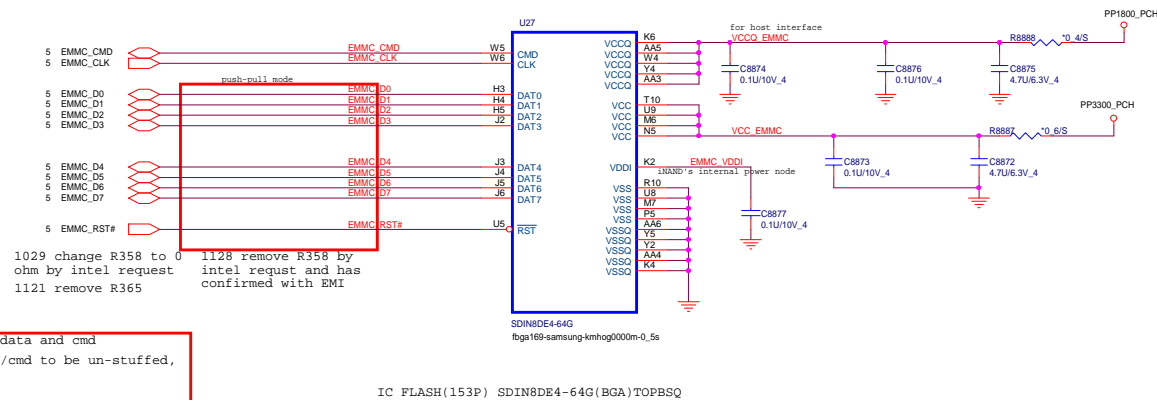 U27
PP1800_PCH
for host interface
5 EMMC_CMD EMMC_CMD W5 CMD VCCQ K6 VCCQ_EMMC R8888 *0_4/S
5 EMMC_CLK EMMC_CLK W6 CLK VCCQ AA5
VCCQ W4
VCCQ Y4
VCCQ AA3
C8874 0.1U/10V_4
C8876 0.1U/10V_4
C8875 4.7U/6.3V_4
push-pull mode
5 EMMC_D0 EMMC_D0 H3 DAT0
5 EMMC_D1 EMMC_D1 H4 DAT1
5 EMMC_D2 EMMC_D2 H5 DAT2
5 EMMC_D3 EMMC_D3 J2 DAT3
VCC T10
VCC U9
VCC M6
VCC N5 VCC_EMMC R8887 *0_6/S
PP3300_PCH
C8873 0.1U/10V_4
C8872 4.7U/6.3V_4
5 EMMC_D4 EMMC_D4 J3 DAT4
5 EMMC_D5 EMMC_D5 J4 DAT5
5 EMMC_D6 EMMC_D6 J5 DAT6
5 EMMC_D7 EMMC_D7 J6 DAT7
VDDI K2 EMMC_VDDI
iNAND's internal power node
C8877 0.1U/10V_4
VSS R10
VSS U8
VSS M7
VSS P5
VSSQ AA6
VSSQ Y5
VSSQ Y2
VSSQ AA4
VSSQ K4
5 EMMC_RST# EMMC_RST# U5 RST
1029 change R358 to 0
ohm by intel request
1121 remove R365
1128 remove R358 by
intel requst and has
confirmed with EMI
SDIN8DE4-64G
fbga169-samsung-kmhog0000m-0_5s
data and cmd
/cmd to be un-stuffed,
IC FLASH(153P) SDIN8DE4-64G(BGA)TOPBSQ